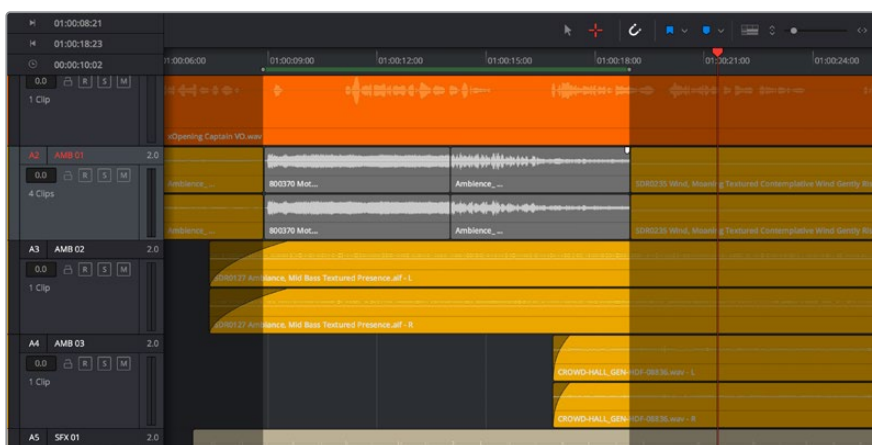 01:00:08:21
01:00:18:23
00:00:10:02
01:00:06:00 01:00:09:00 01:00:12:00 01:00:15:00 01:00:18:00 01:00:21:00 01:00:24:00
0.0 R S M
1 Clip
vOpening Captain VO.wav
A2 AMB 01 2.0
0.0 R S M
4 Clips
Ambience_ ... 800370 Mot... Ambience_ ... SDR0235 Wind, Moaning Textured Contemplative Wind Gently Ris
Ambience_ ... 800370 Mot... Ambience_ ... SDR0235 Wind, Moaning Textured Contemplative Wind Gently Ris
A3 AMB 02 2.0
0.0 R S M
1 Clip
SDR0127 Ambiance, Mid Bass Textured Presence.aif - L
SDR0127 Ambiance, Mid Bass Textured Presence.aif - R
A4 AMB 03 2.0
0.0 R S M
1 Clip
CROWD-HALL_GEN-HDF-08836.wav - L
CROWD-HALL_GEN-HDF-08836.wav - R
A5 SFX 01 2.0